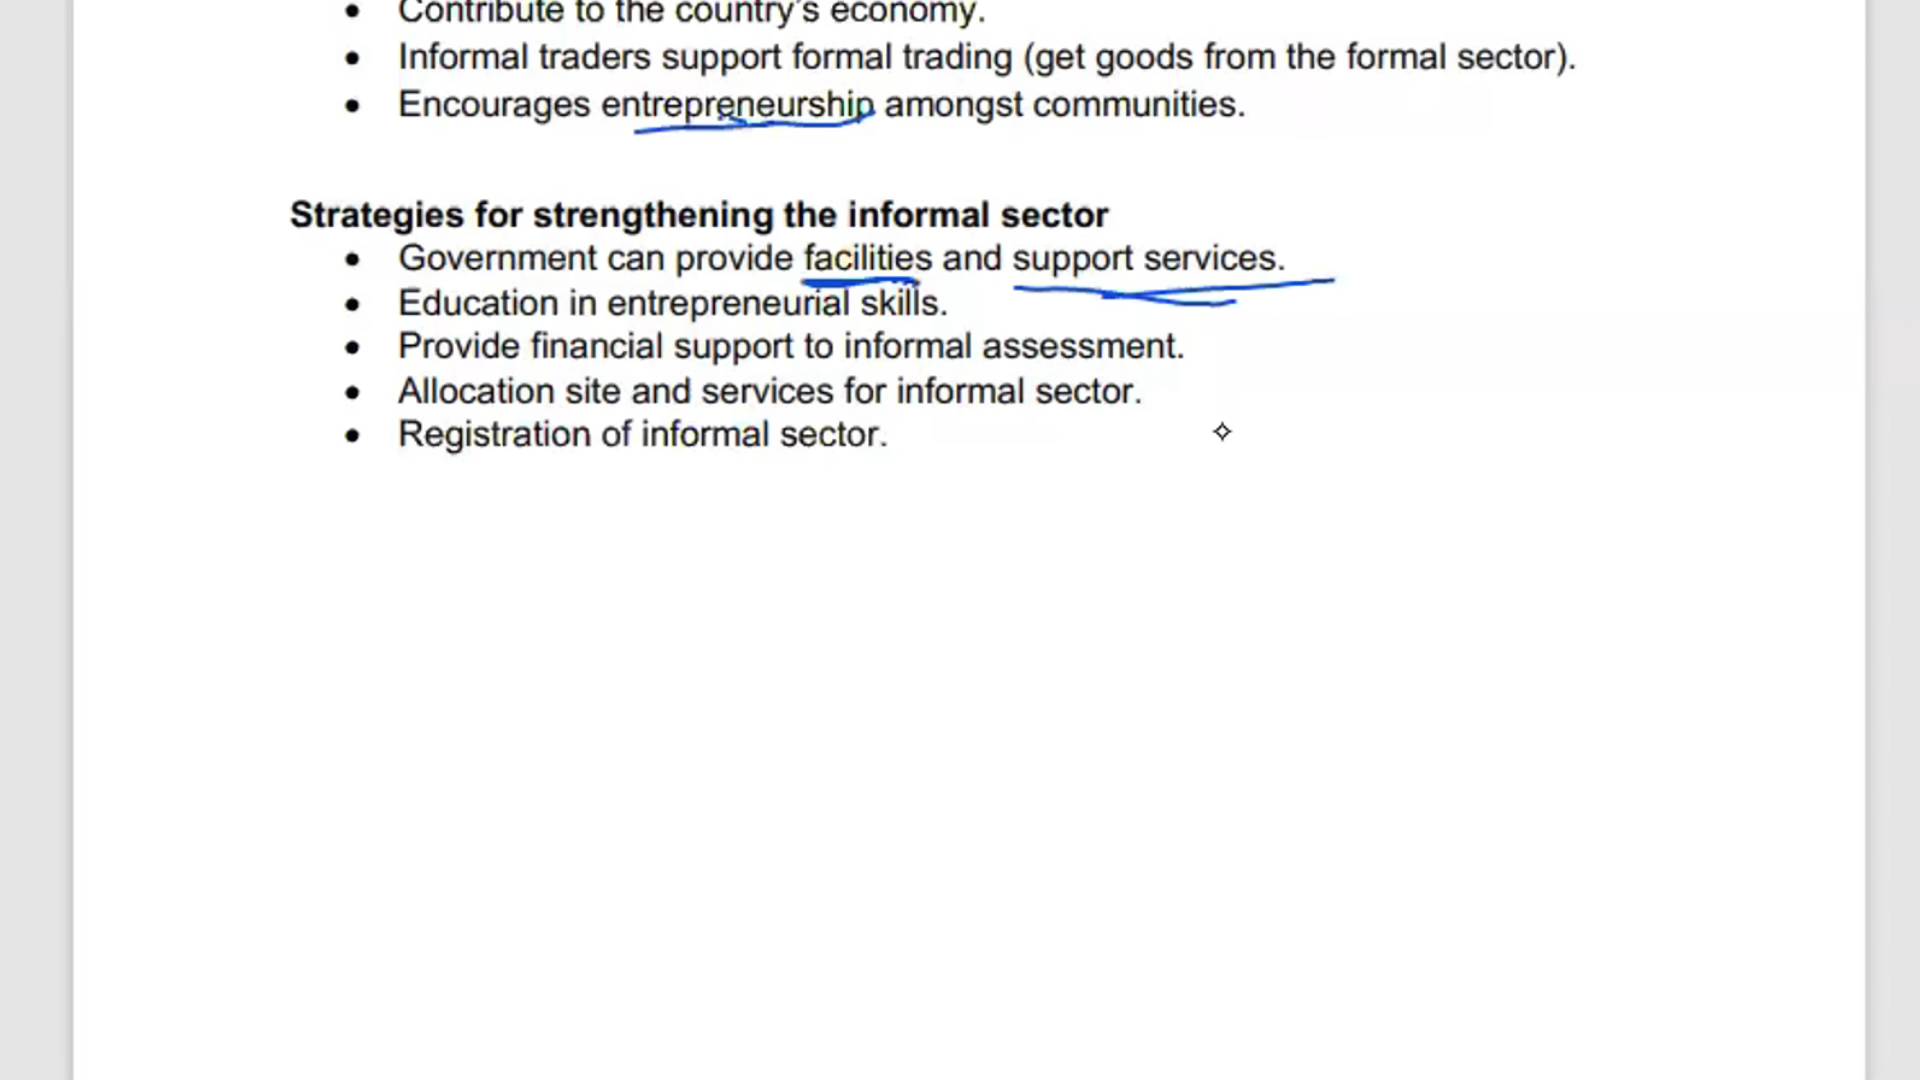 • Contribute to the country's economy.
• Informal traders support formal trading (get goods from the formal sector).
• Encourages entrepreneurship amongst communities.
Strategies for strengthening the informal sector
• Government can provide facilities and support services.
• Education in entrepreneurial skills.
• Provide financial support to informal assessment.
• Allocation site and services for informal sector.
• Registration of informal sector.